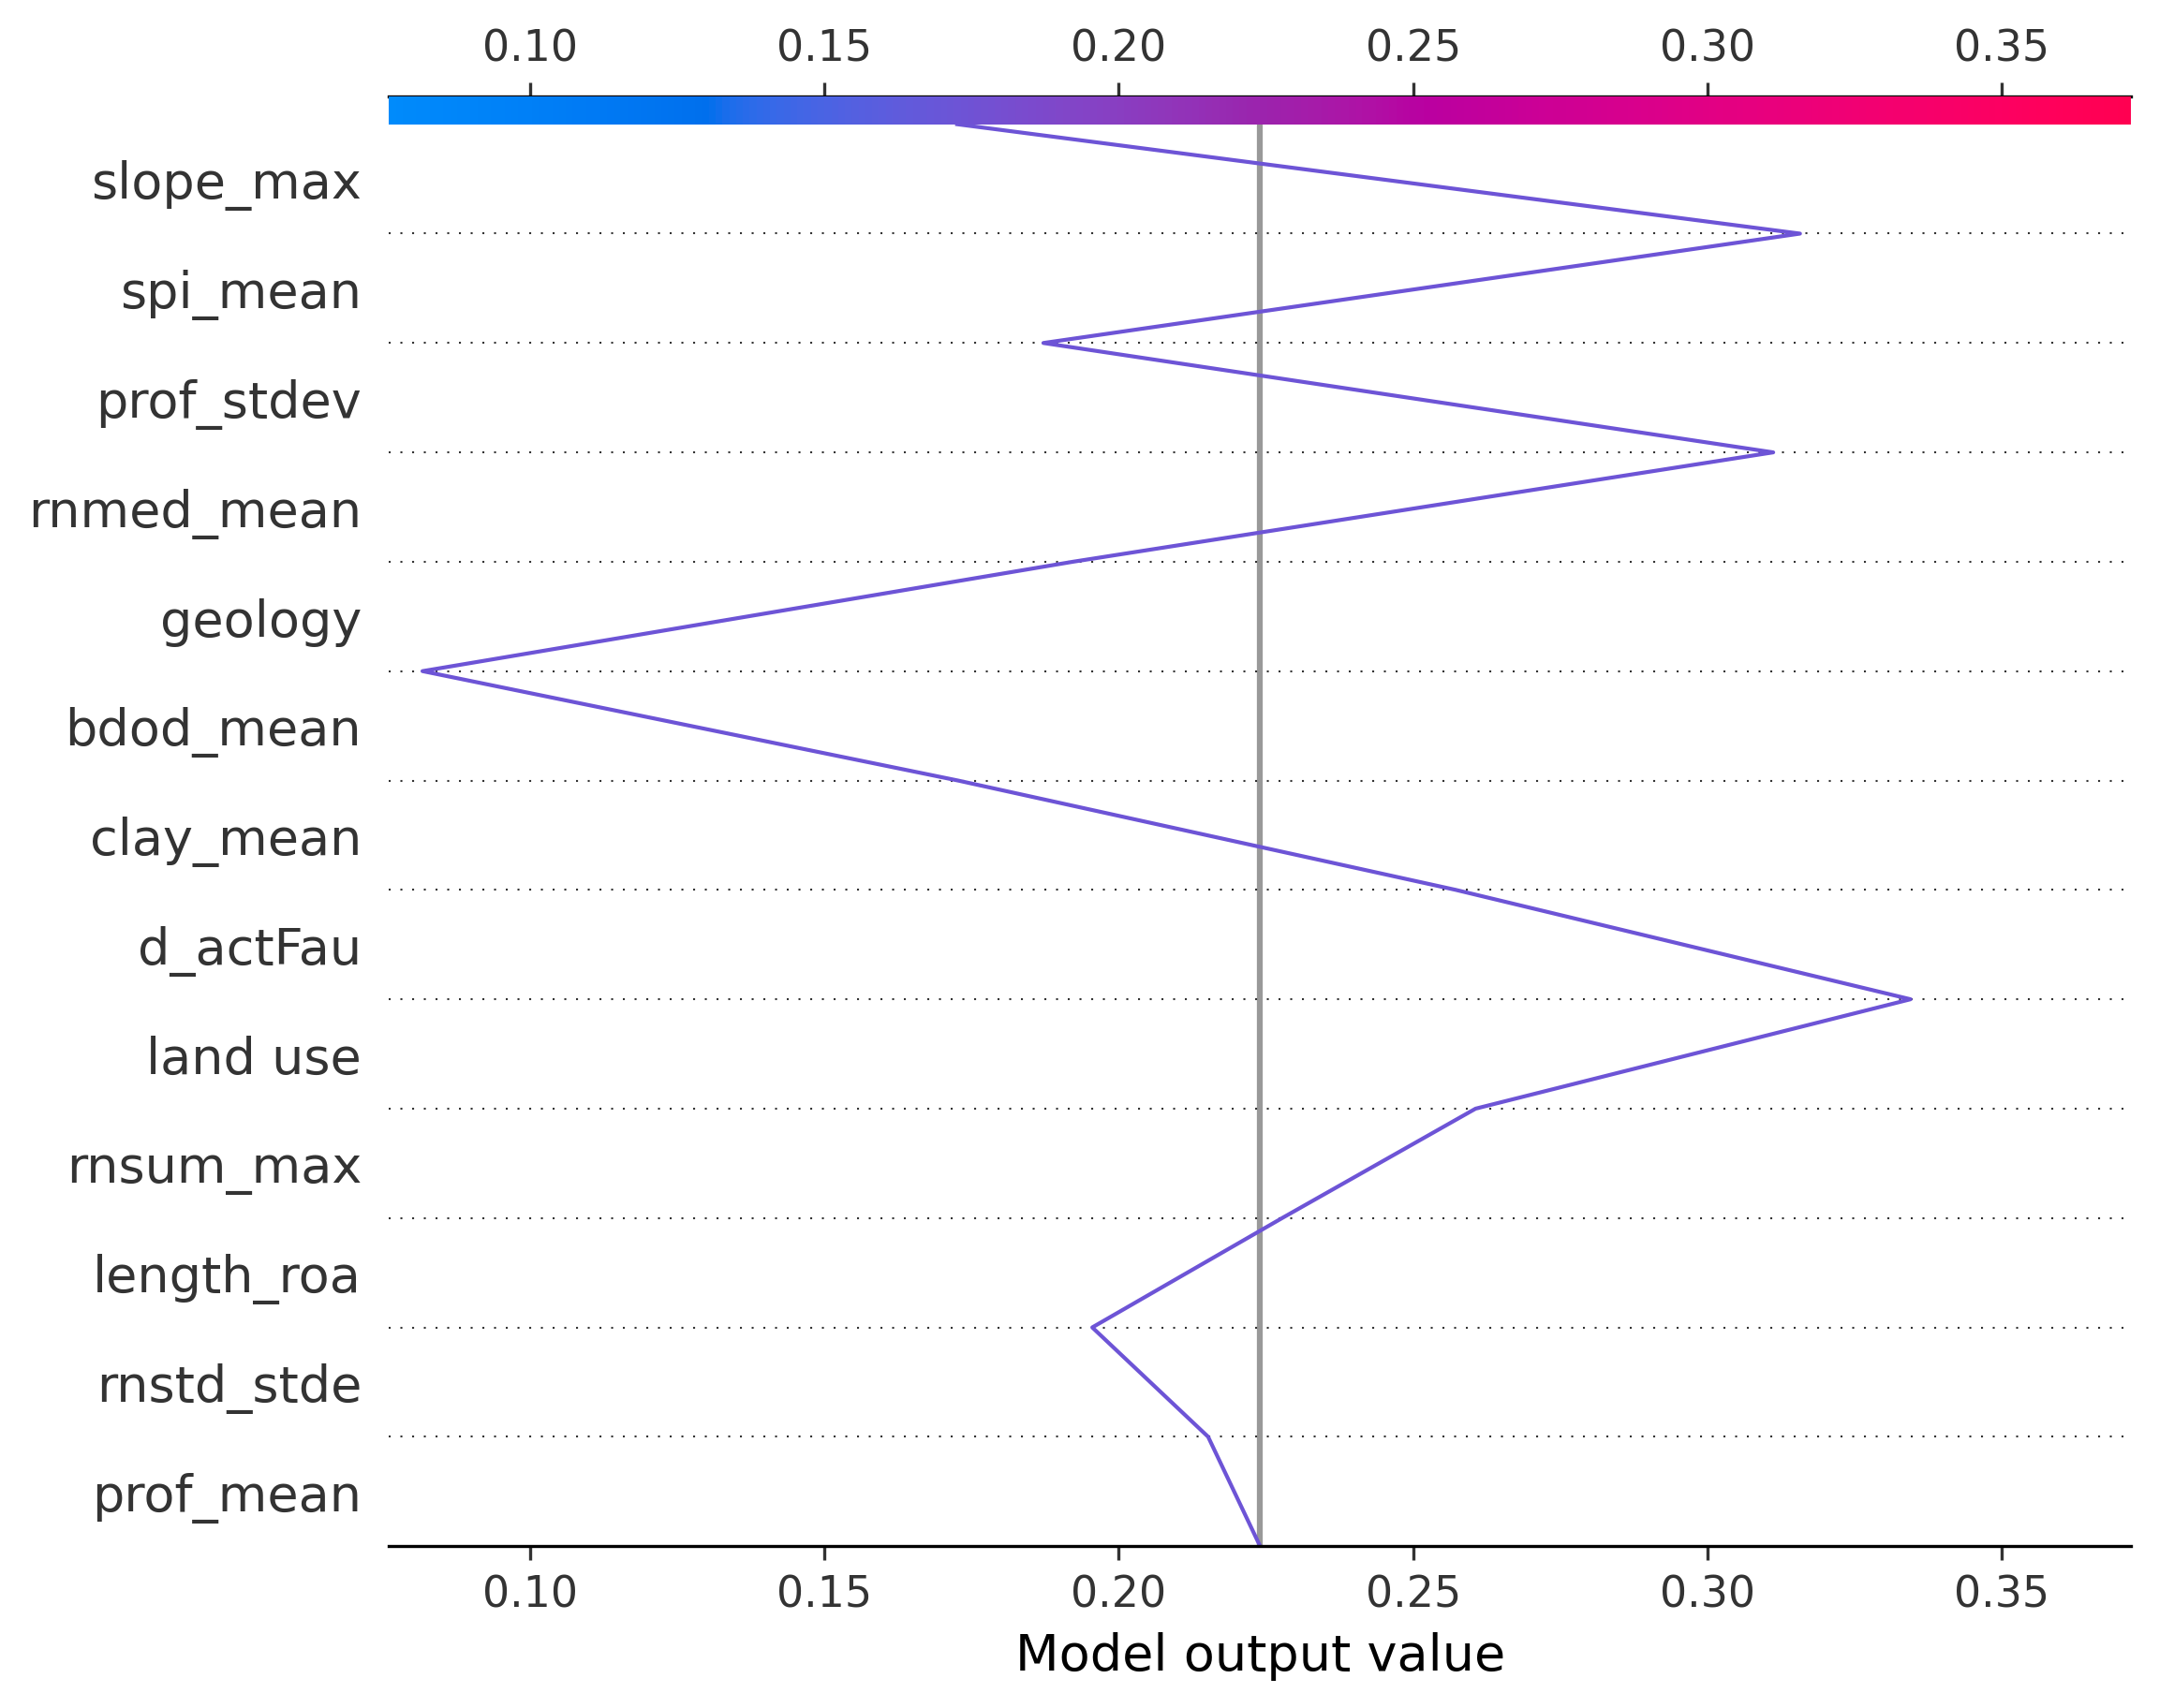 0.10 0.15 0.20 0.25 0.30 0.35
slope_max
spi_mean
prof_stdev
rnmed_mean
geology
bdod_mean
clay_mean
d_actFau
land use
rnsum_max
length_roa
rnstd_stde
prof_mean
0.10 0.15 0.20 0.25 0.30 0.35
Model output value